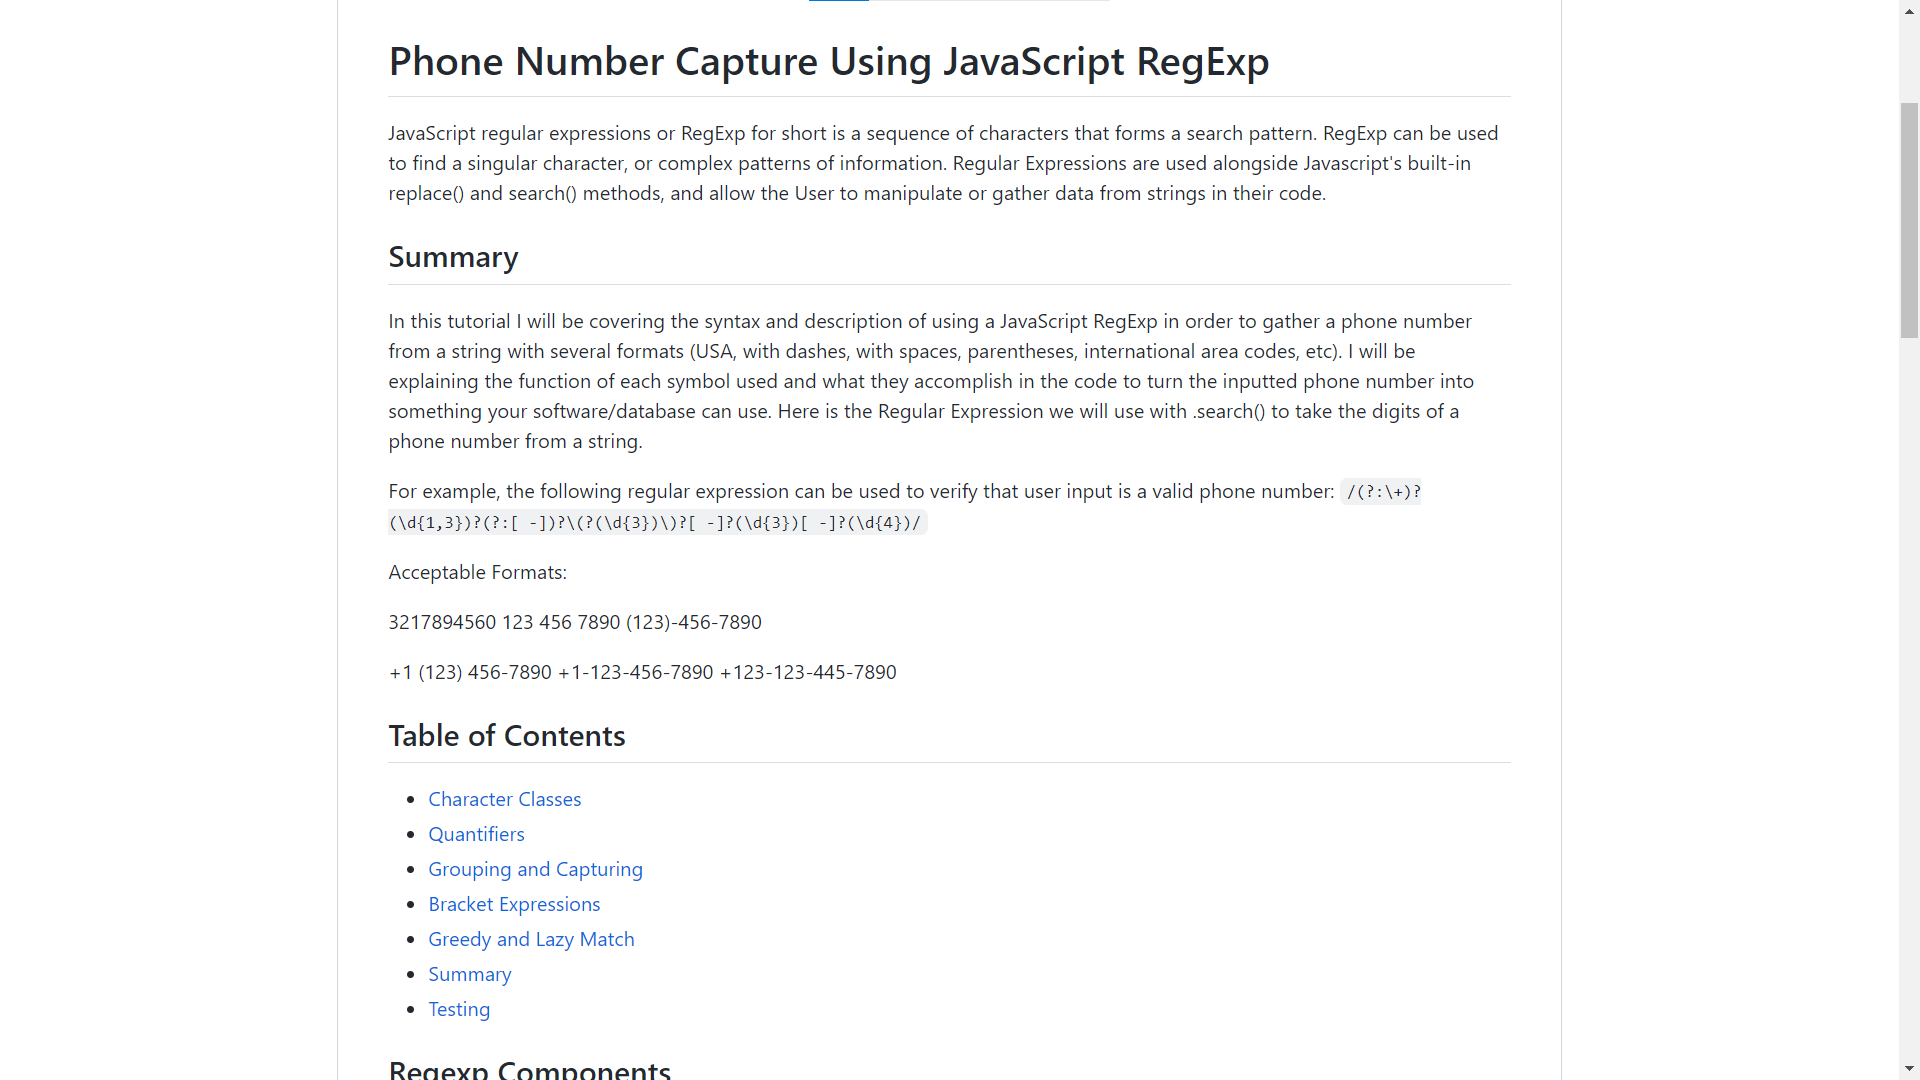 Phone Number Capture Using JavaScript RegExp
JavaScript regular expressions or RegExp for short is a sequence of characters that forms a search pattern. RegExp can be used
to find a singular character, or complex patterns of information. Regular Expressions are used alongside Javascript's built-in
replace() and search() methods, and allow the User to manipulate or gather data from strings in their code.
Summary
In this tutorial I will be covering the syntax and description of using a JavaScript RegExp in order to gather a phone number
from a string with several formats (USA, with dashes, with spaces, parentheses, international area codes, etc). I will be
explaining the function of each symbol used and what they accomplish in the code to turn the inputted phone number into
something your software/database can use. Here is the Regular Expression we will use with .search() to take the digits of a
phone number from a string.
For example, the following regular expression can be used to verify that user input is a valid phone number: /(?:\+)?
(\d{1,3})?(?:[ -])?\(?(\d{3})\)?[ -]?(\d{3})[ -]?(\d{4})/
Acceptable Formats:
3217894560 123 456 7890 (123)-456-7890
+1 (123) 456-7890 +1-123-456-7890 +123-123-445-7890
Table of Contents
Character Classes
Quantifiers
Grouping and Capturing
Bracket Expressions
Greedy and Lazy Match
Summary
Testing
Regexp Components